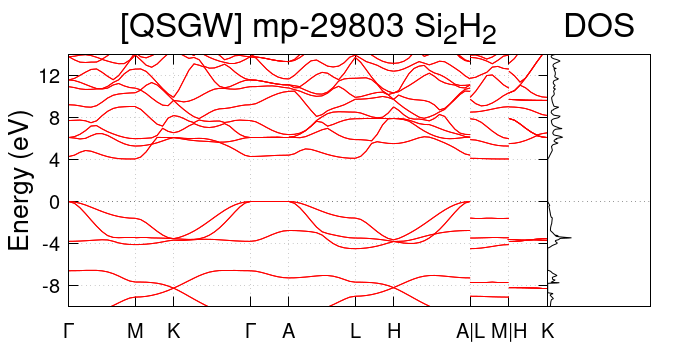 [QSGW] mp-29803 Si2H2 DOS
Energy (eV)
12
8
4
0
-4
-8
Γ M K Γ A L H A|L M|H K